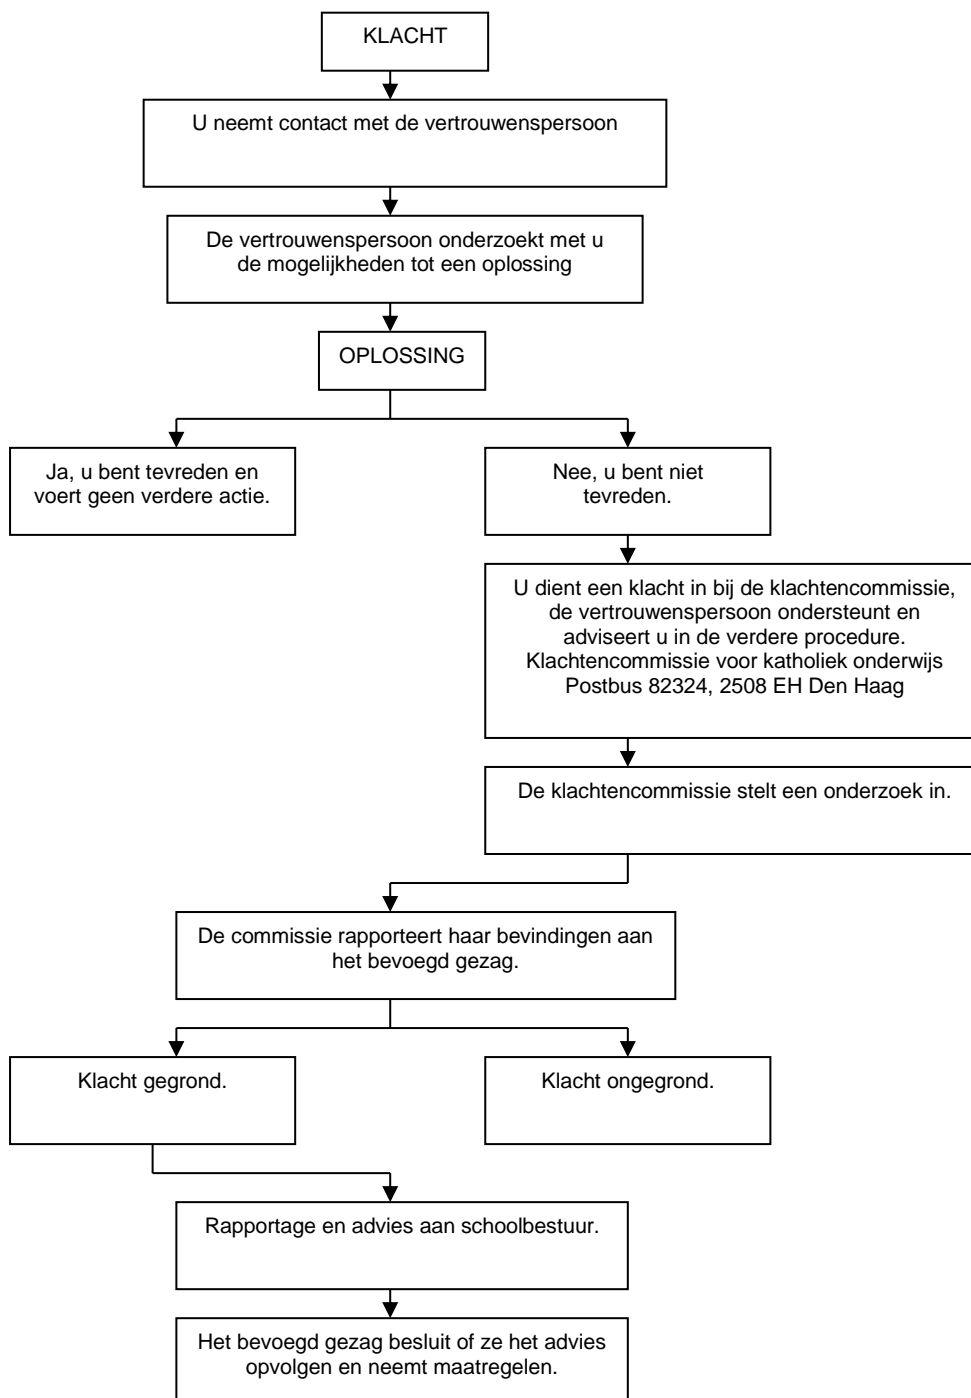 KLACHT
U neemt contact met de vertrouwenspersoon
De vertrouwenspersoon onderzoekt met u
de mogelijkheden tot een oplossing
OPLOSSING
Ja, u bent tevreden en
voert geen verdere actie.
Nee, u bent niet
tevreden.
U dient een klacht in bij de klachtencommissie,
de vertrouwenspersoon ondersteunt en
adviseert u in de verdere procedure.
Klachtencommissie voor katholiek onderwijs
Postbus 82324, 2508 EH Den Haag
De klachtencommissie stelt een onderzoek in.
De commissie rapporteert haar bevindingen aan
het bevoegd gezag.
Klacht gegrond.
Klacht ongegrond.
Rapportage en advies aan schoolbestuur.
Het bevoegd gezag besluit of ze het advies
opvolgen en neemt maatregelen.